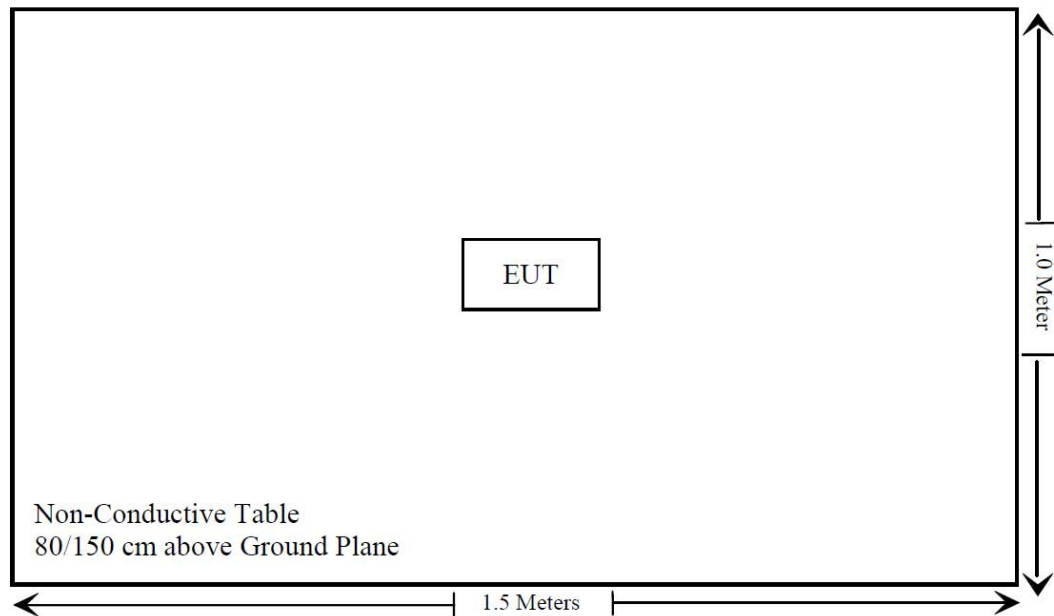 EUT
1.0 Meter
Non-Conductive Table
80/150 cm above Ground Plane
1.5 Meters